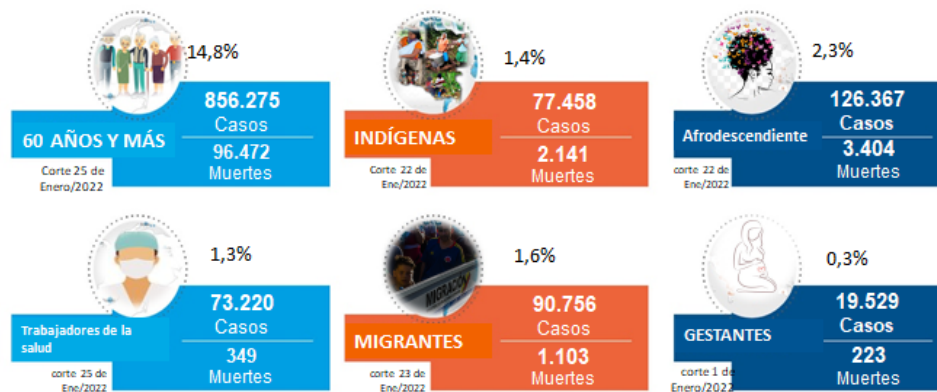 14,8%
856.275
Casos
60 AÑOS Y MÁS
96.472
Muertes
Corte 25 de
Enero/2022
1,4%
77.458
Casos
INDÍGENAS
2.141
Muertes
Corte 22 de
Ene/2022
2,3%
126.367
Casos
Afrodescendiente
3.404
Muertes
corte 22 de
Ene/2022
1,3%
73.220
Casos
Trabajadores de la
salud
349
Muertes
corte 25 de
Ene/2022
1,6%
MIGRACIÓN
90.756
Casos
MIGRANTES
1.103
Muertes
corte 23 de
Ene/2022
0,3%
19.529
Casos
GESTANTES
223
Muertes
corte 1 de
Enero/2022